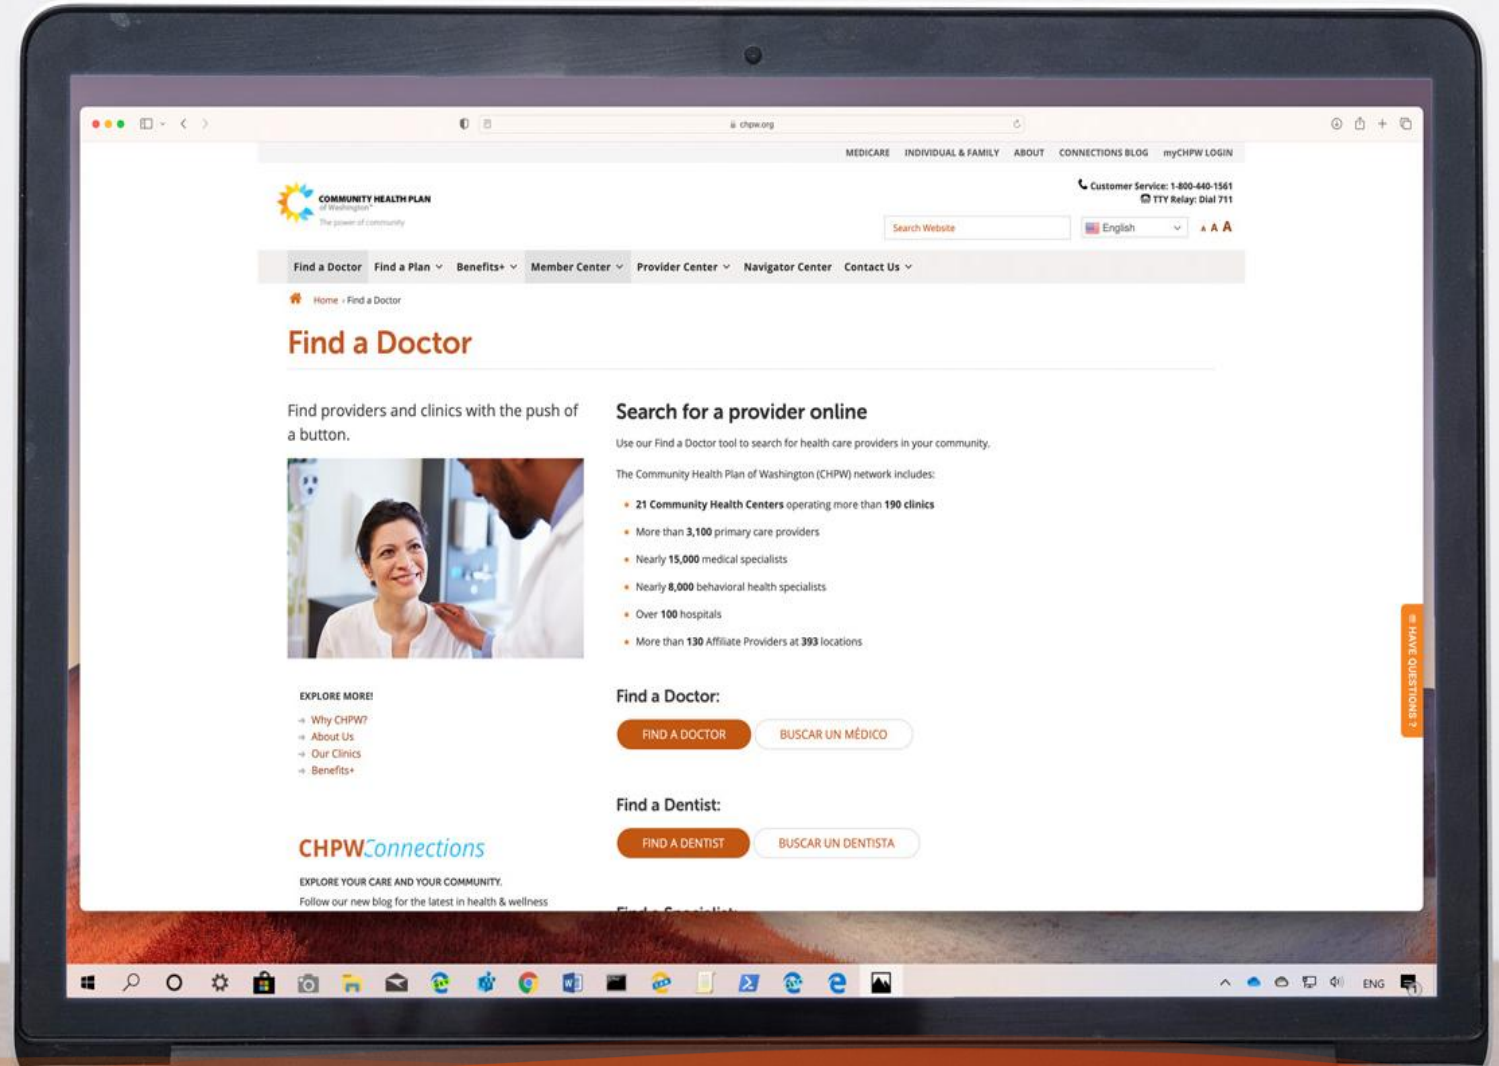 chpw.org
MEDICARE INDIVIDUAL & FAMILY ABOUT CONNECTIONS BLOG myCHPW LOGIN
COMMUNITY HEALTH PLAN
of Washington™
The power of community
Customer Service: 1-800-440-1561
TTY Relay: Dial 711
Search Website
English
A A A
Find a Doctor Find a Plan Benefits+ Member Center Provider Center Navigator Center Contact Us
Home › Find a Doctor
Find a Doctor
Find providers and clinics with the push of
a button.
EXPLORE MORE!
Why CHPW?
About Us
Our Clinics
Benefits+
CHPWConnections
EXPLORE YOUR CARE AND YOUR COMMUNITY.
Follow our new blog for the latest in health & wellness
Search for a provider online
Use our Find a Doctor tool to search for health care providers in your community.
The Community Health Plan of Washington (CHPW) network includes:
21 Community Health Centers operating more than 190 clinics
More than 3,100 primary care providers
Nearly 15,000 medical specialists
Nearly 8,000 behavioral health specialists
Over 100 hospitals
More than 130 Affiliate Providers at 393 locations
Find a Doctor:
FIND A DOCTOR BUSCAR UN MÉDICO
Find a Dentist:
FIND A DENTIST BUSCAR UN DENTISTA
Find a Specialist:
HAVE QUESTIONS ?
ENG
1